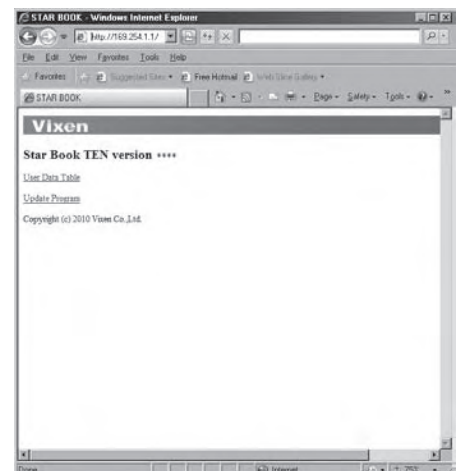 STAR BOOK - Windows Internet Explorer
http://169.254.1.1/
File Edit View Favorites Tools Help
Favorites Suggested Sites Free Hotmail Web Slice Gallery
STAR BOOK Page Safety Tools
Vixen
Star Book TEN version ****
User Data Table
Update Program
Copyright (c) 2010 Vixen Co.,Ltd.
Done Internet